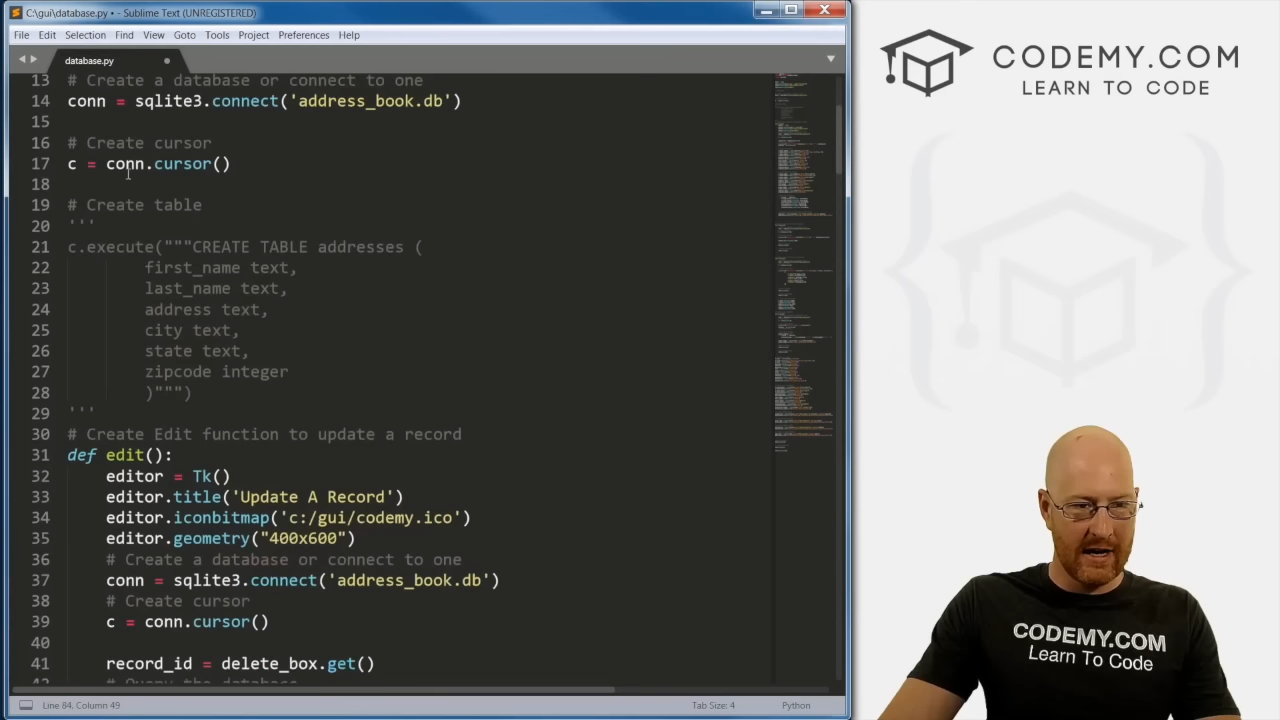 C:\gui\database.py • - Sublime Text (UNREGISTERED)
File Edit Selection Find View Goto Tools Project Preferences Help
database.py
13 # Create a database or connect to one
14 conn = sqlite3.connect('address_book.db')
15
16 # Create cursor
17 c = conn.cursor()
18
19 # Create table
20 '''
21 c.execute("""CREATE TABLE addresses (
22 first_name text,
23 last_name text,
24 address text,
25 city text,
26 state text,
27 zipcode integer
28 )""")
29 '''
30 # Create Edit function to update a record
31 def edit():
32 editor = Tk()
33 editor.title('Update A Record')
34 editor.iconbitmap('c:/gui/codemy.ico')
35 editor.geometry("400x600")
36 # Create a database or connect to one
37 conn = sqlite3.connect('address_book.db')
38 # Create cursor
39 c = conn.cursor()
40
41 record_id = delete_box.get()
42 # Query the database
Line 84, Column 49 Tab Size: 4 Python
CODEMY.COM
LEARN TO CODE
CODEMY.COM
Learn To Code